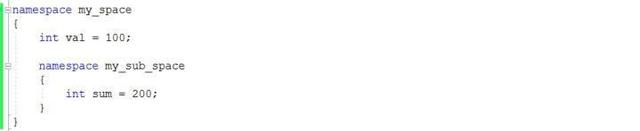 namespace my_space
{
    int val = 100;
    namespace my_sub_space
    {
        int sum = 200;
    }
}